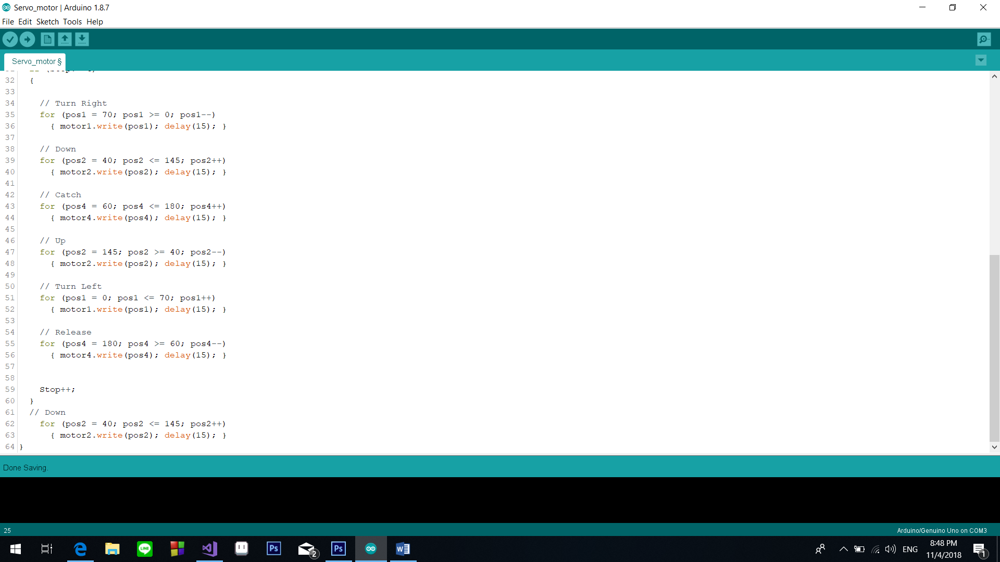 Servo_motor | Arduino 1.8.7
File Edit Sketch Tools Help
Servo_motor §
32 {
33
34 // Turn Right
35 for (pos1 = 70; pos1 >= 0; pos1--)
36 { motor1.write(pos1); delay(15); }
37
38 // Down
39 for (pos2 = 40; pos2 <= 145; pos2++)
40 { motor2.write(pos2); delay(15); }
41
42 // Catch
43 for (pos4 = 60; pos4 <= 180; pos4++)
44 { motor4.write(pos4); delay(15); }
45
46 // Up
47 for (pos2 = 145; pos2 >= 40; pos2--)
48 { motor2.write(pos2); delay(15); }
49
50 // Turn Left
51 for (pos1 = 0; pos1 <= 70; pos1++)
52 { motor1.write(pos1); delay(15); }
53
54 // Release
55 for (pos4 = 180; pos4 >= 60; pos4--)
56 { motor4.write(pos4); delay(15); }
57
58
59 Stop++;
60 }
61 // Down
62 for (pos2 = 40; pos2 <= 145; pos2++)
63 { motor2.write(pos2); delay(15); }
64 }
Done Saving.
25
Arduino/Genuino Uno on COM3
LINE
Ps
2
Ps
ENG
8:48 PM
11/4/2018
1